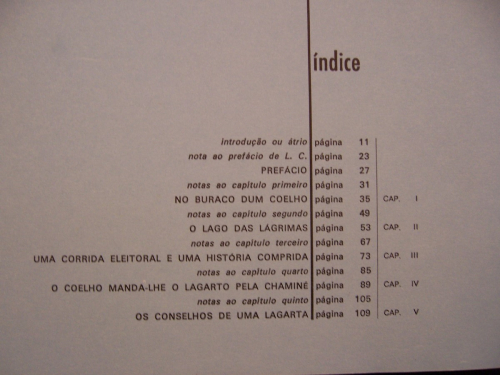 índice
introdução ou átrio página 11
nota ao prefácio de L. C. página 23
PREFÁCIO página 27
notas ao capítulo primeiro página 31
NO BURACO DUM COELHO página 35 CAP. I
notas ao capítulo segundo página 49
O LAGO DAS LÁGRIMAS página 53 CAP. II
notas ao capítulo terceiro página 67
UMA CORRIDA ELEITORAL E UMA HISTÓRIA COMPRIDA página 73 CAP. III
notas ao capítulo quarto página 85
O COELHO MANDA-LHE O LAGARTO PELA CHAMINÉ página 89 CAP. IV
notas ao capítulo quinto página 105
OS CONSELHOS DE UMA LAGARTA página 109 CAP. V